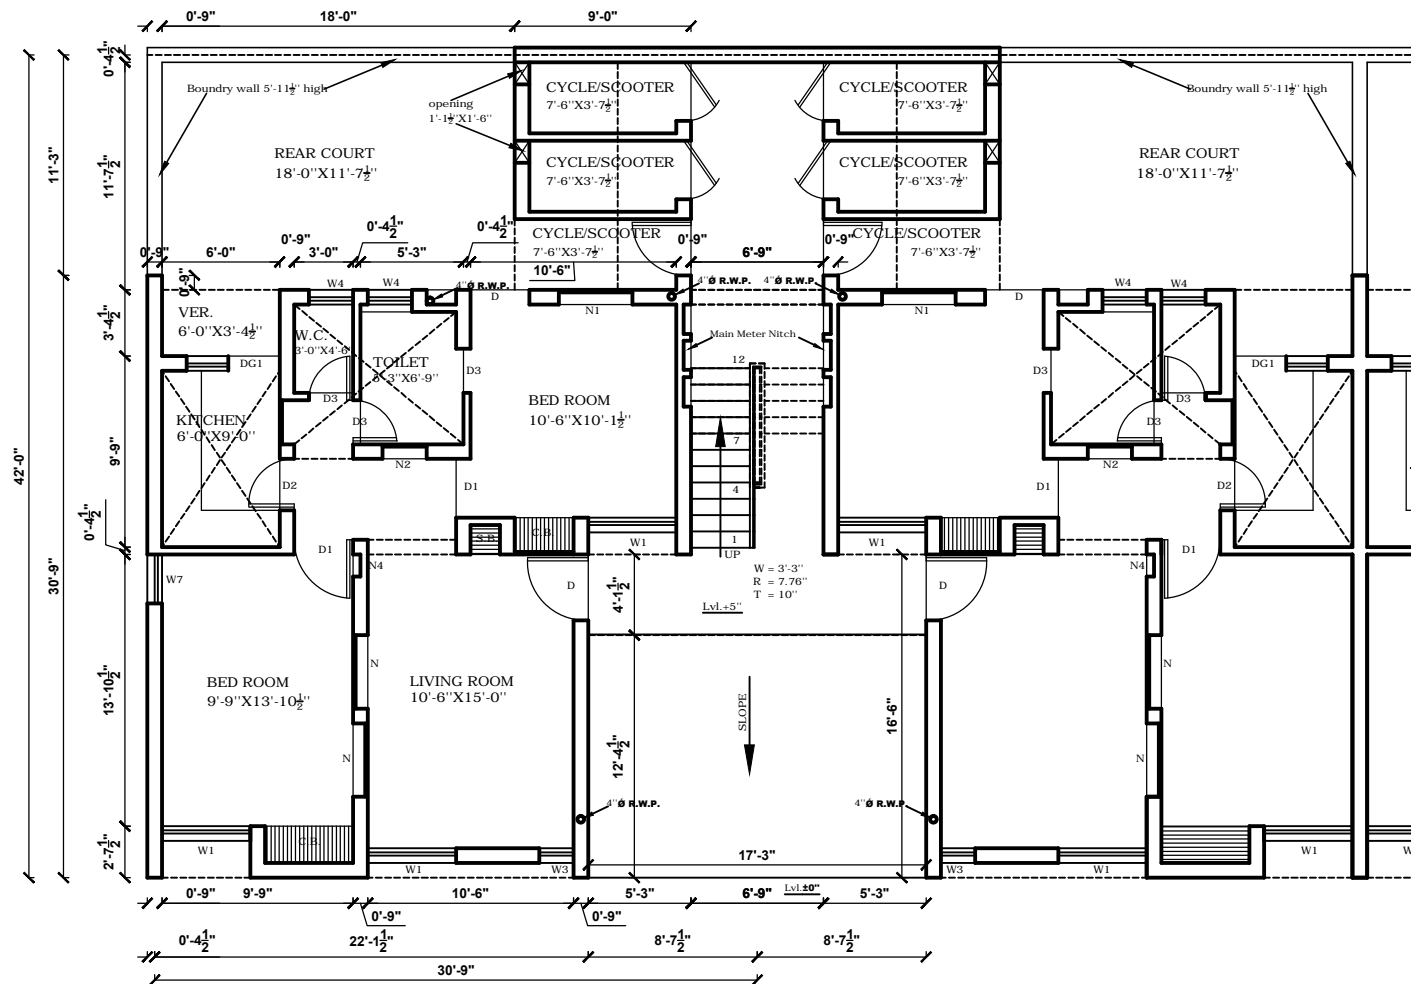 0'-9" 18'-0" 9'-0"
0'-4½"
CYCLE/SCOOTER CYCLE/SCOOTER
Boundry wall 5'-11½" high 7'-6"X3'-7½" 7'-6"X3'-7½" Boundry wall 5'-11½" high
opening
1'-1½"X1'-6"
REAR COURT CYCLE/SCOOTER CYCLE/SCOOTER REAR COURT
18'-0"X11'-7½" 7'-6"X3'-7½" 7'-6"X3'-7½" 18'-0"X11'-7½"
11'-3" 11'-7½"
0'-4½" 0'-4½" CYCLE/SCOOTER CYCLE/SCOOTER
0'-9" 6'-0" 0'-9" 3'-0" 5'-3" 7'-6"X3'-7½" 0'-9" 6'-9" 0'-9" 7'-6"X3'-7½"
10'-6"
0'-9" W4 W4 4"Ø R.W.P. 4"Ø R.W.P. 4"Ø R.W.P. W4 W4
D D
VER. N1 N1
6'-0"X3'-4½" 3'-4½"
W.C. Main Meter Nitch
3'-0"X4'-6"
DG1 TOILET 12 DG1
5'-3"X6'-9" D3 D3
D3 BED ROOM D3
10'-6"X10'-1½"
KITCHEN D3 D3
6'-0"X9'-0" 7
42'-0" 9'-9" N2 N2
D2 D1 4 D1 D2
0'-4½"
S.B. C.B. 1
D1 W1 UP W1 D1
N4 N4
W = 3'-3"
R = 7.76"
T = 10"
W7 D D
30'-9" 4'-1½" Lvl.+5"
N N
BED ROOM LIVING ROOM
9'-9"X13'-10½" 10'-6"X15'-0"
13'-10½" SLOPE 16'-6"
N N
12'-4½"
4"Ø R.W.P. 4"Ø R.W.P.
C.B.
2'-7½" W1 17'-3" W1
W1 W3 W3 W1
0'-9" 9'-9" 10'-6" 5'-3" 6'-9" Lvl.±0" 5'-3"
0'-9" 0'-9"
0'-4½" 22'-1½" 8'-7½" 8'-7½"
30'-9"